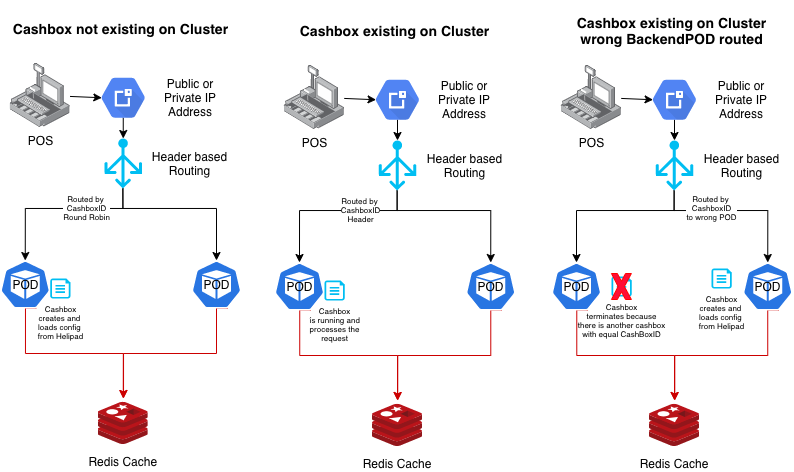 Cashbox not existing on Cluster
POS
Public or
Private IP
Address
Header based
Routing
Routed by
CashboxID
Round Robin
POD
Cashbox
creates and
loads config
from Helipad
POD
Redis Cache
Cashbox existing on Cluster
POS
Public or
Private IP
Address
Header based
Routing
Routed by
CashboxID
Header
POD
Cashbox
is running and
processes the
request
POD
Redis Cache
Cashbox existing on Cluster
wrong BackendPOD routed
POS
Public or
Private IP
Address
Header based
Routing
Routed by
CashboxID
to wrong POD
POD
Cashbox
terminates because
there is another cashbox
with equal CashBoxID
Cashbox
creates and
loads config
from Helipad
POD
Redis Cache